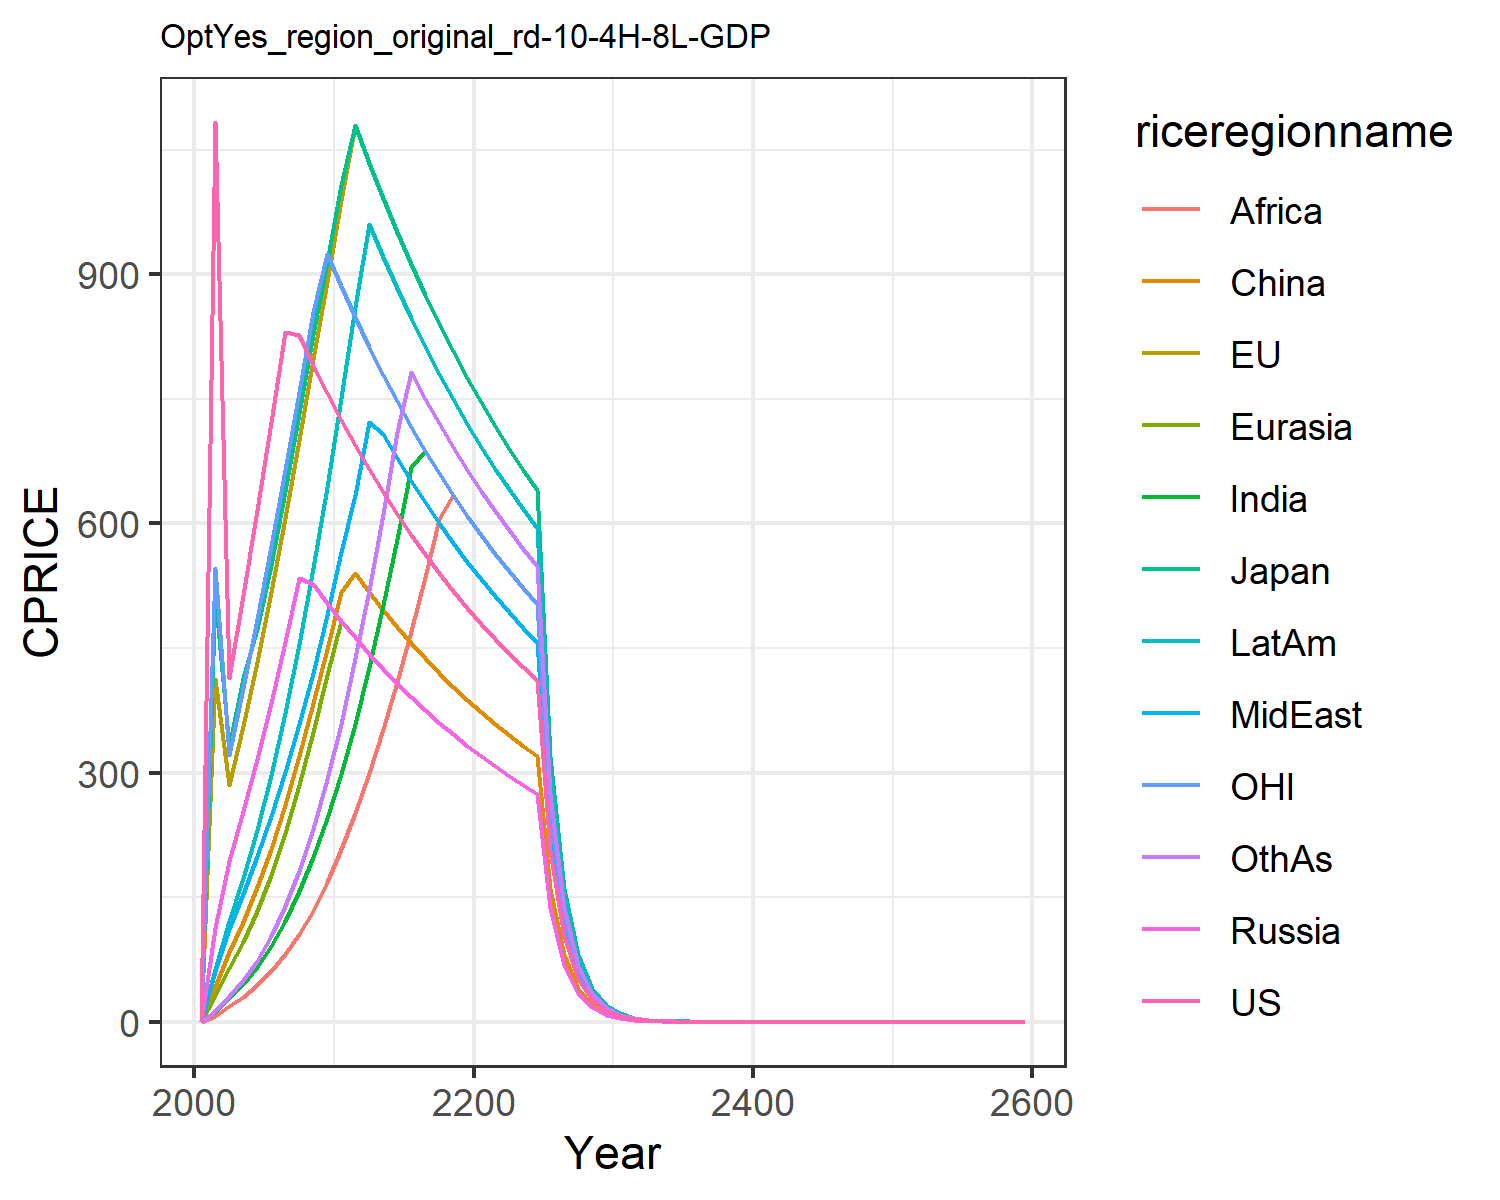 OptYes_region_original_rd-10-4H-8L-GDP
CPRICE
900
600
300
0
2000
2200
2400
2600
Year
riceregionname
Africa
China
EU
Eurasia
India
Japan
LatAm
MidEast
OHI
OthAs
Russia
US